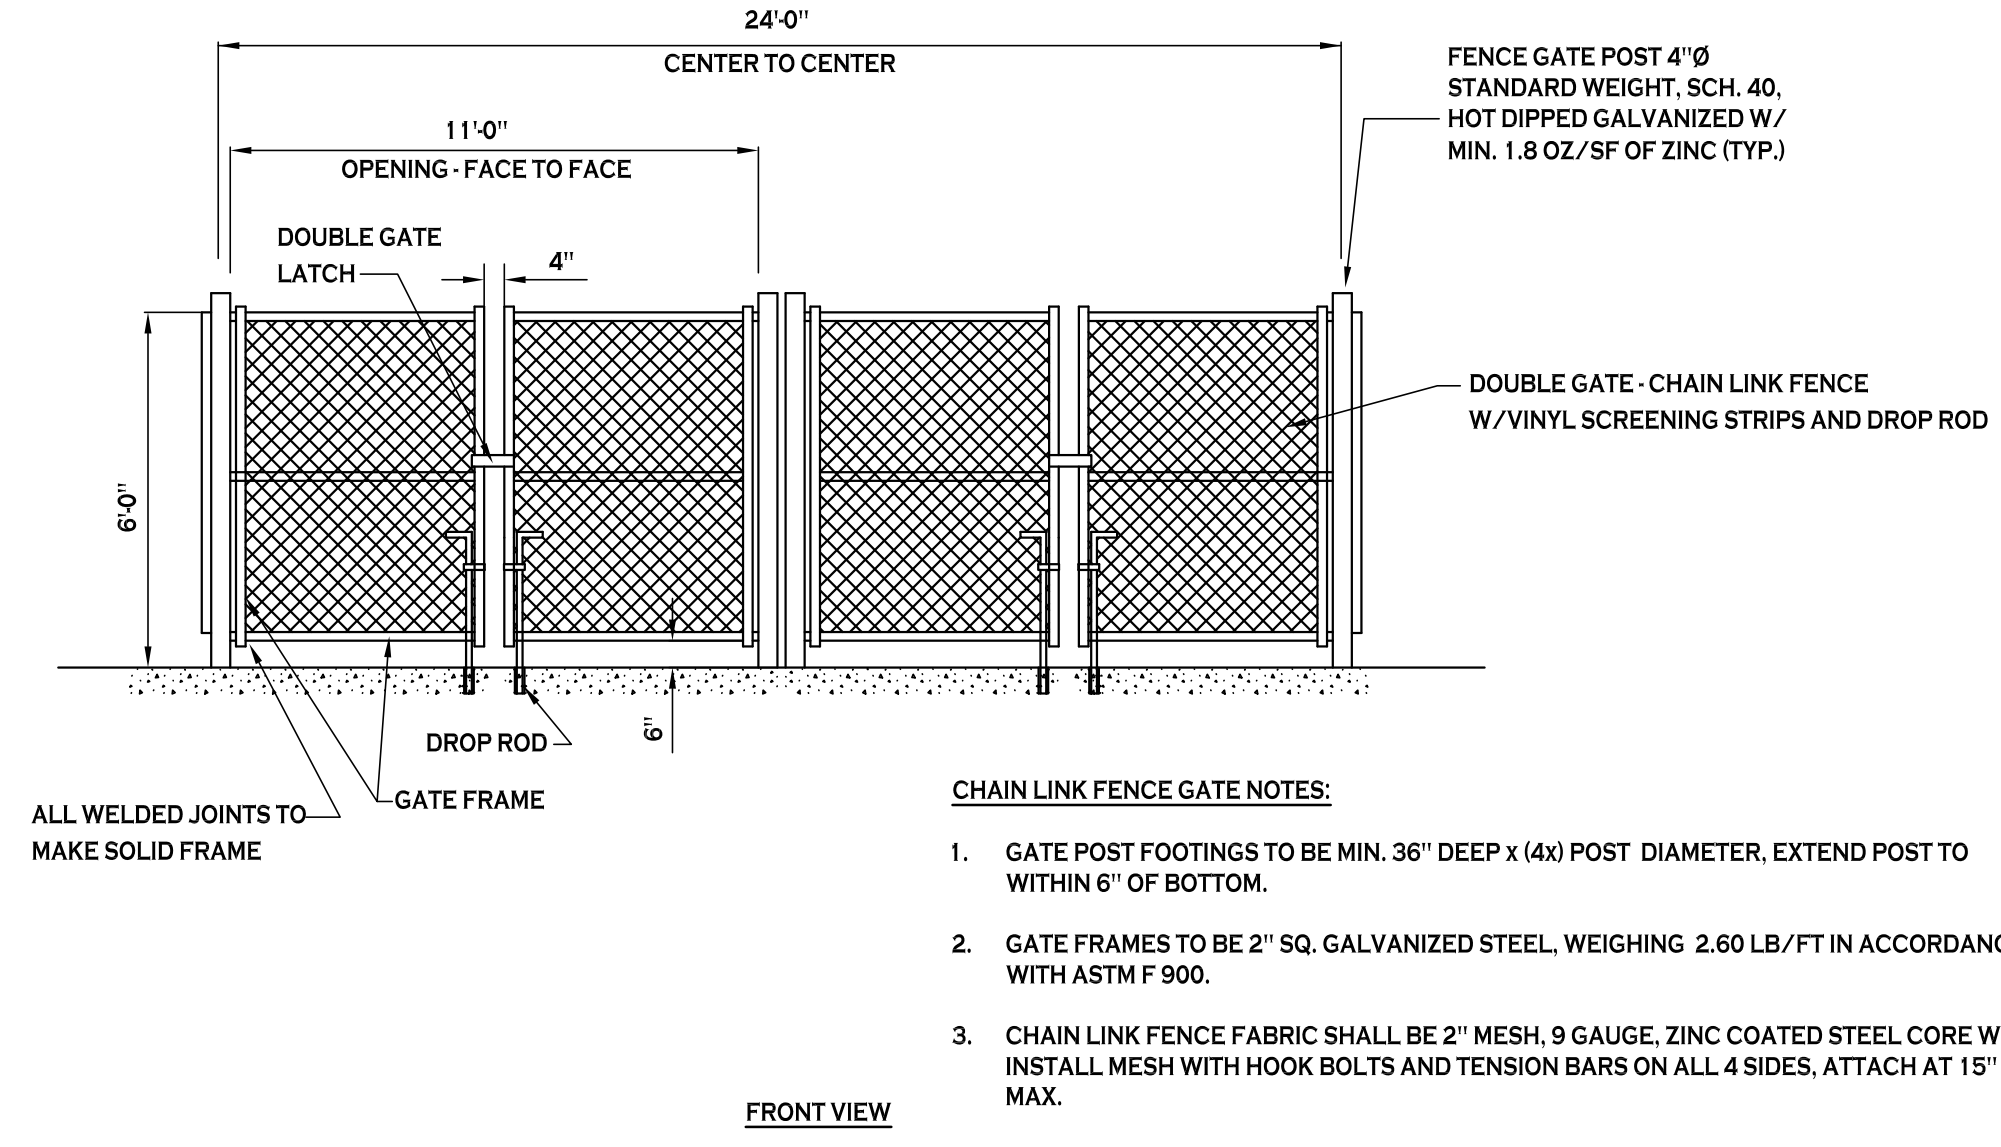 24'-0"
CENTER TO CENTER
FENCE GATE POST 4"Ø
STANDARD WEIGHT, SCH. 40,
HOT DIPPED GALVANIZED W/
MIN. 1.8 OZ/SF OF ZINC (TYP.)
11'-0"
OPENING - FACE TO FACE
DOUBLE GATE
LATCH
4"
DOUBLE GATE - CHAIN LINK FENCE
W/VINYL SCREENING STRIPS AND DROP ROD
6'-0"
6"
DROP ROD
GATE FRAME
ALL WELDED JOINTS TO
MAKE SOLID FRAME
CHAIN LINK FENCE GATE NOTES:
1. GATE POST FOOTINGS TO BE MIN. 36" DEEP x (4x) POST DIAMETER, EXTEND POST TO
WITHIN 6" OF BOTTOM.
2. GATE FRAMES TO BE 2" SQ. GALVANIZED STEEL, WEIGHING 2.60 LB/FT IN
WITH ASTM F 900.
3. CHAIN LINK FENCE FABRIC SHALL BE 2" MESH, 9 GAUGE, ZINC COATED STEEL CORE
INSTALL MESH WITH HOOK BOLTS AND TENSION BARS ON ALL 4 SIDES, ATTACH AT 15"
MAX.
FRONT VIEW